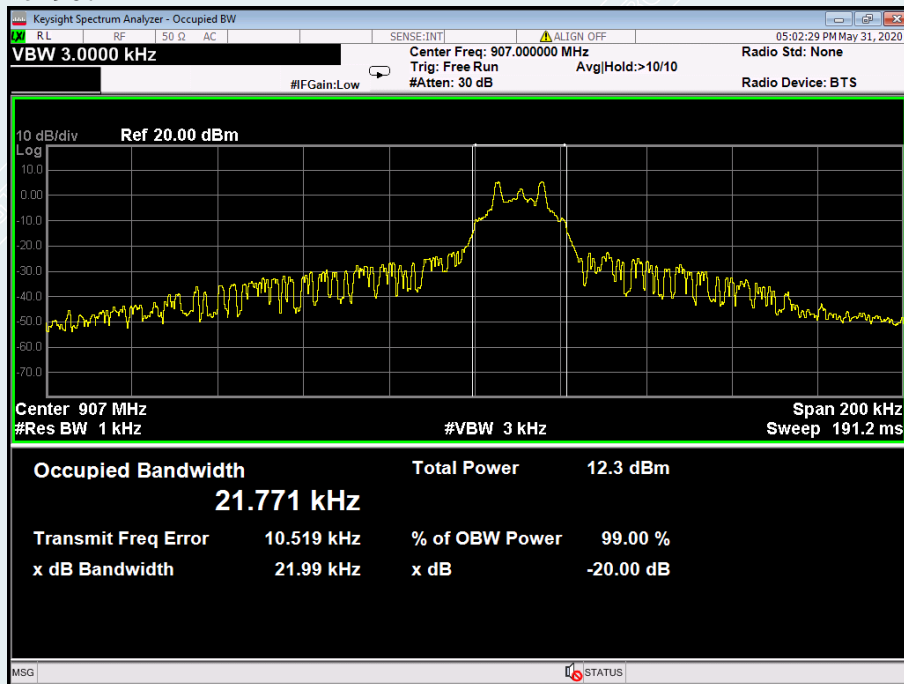 Keysight Spectrum Analyzer - Occupied BW
LXI RL RF 50 Ω AC SENSE:INT ALIGN OFF 05:02:29 PM May 31, 2020
VBW 3.0000 kHz
Center Freq: 907.000000 MHz Radio Std: None
Trig: Free Run Avg|Hold:>10/10
#IFGain:Low #Atten: 30 dB Radio Device: BTS
10 dB/div Ref 20.00 dBm
Log
10.0
0.00
-10.0
-20.0
-30.0
-40.0
-50.0
-60.0
-70.0
Center 907 MHz Span 200 kHz
#Res BW 1 kHz #VBW 3 kHz Sweep 191.2 ms
Occupied Bandwidth Total Power 12.3 dBm
21.771 kHz
Transmit Freq Error 10.519 kHz % of OBW Power 99.00 %
x dB Bandwidth 21.99 kHz x dB -20.00 dB
MSG STATUS